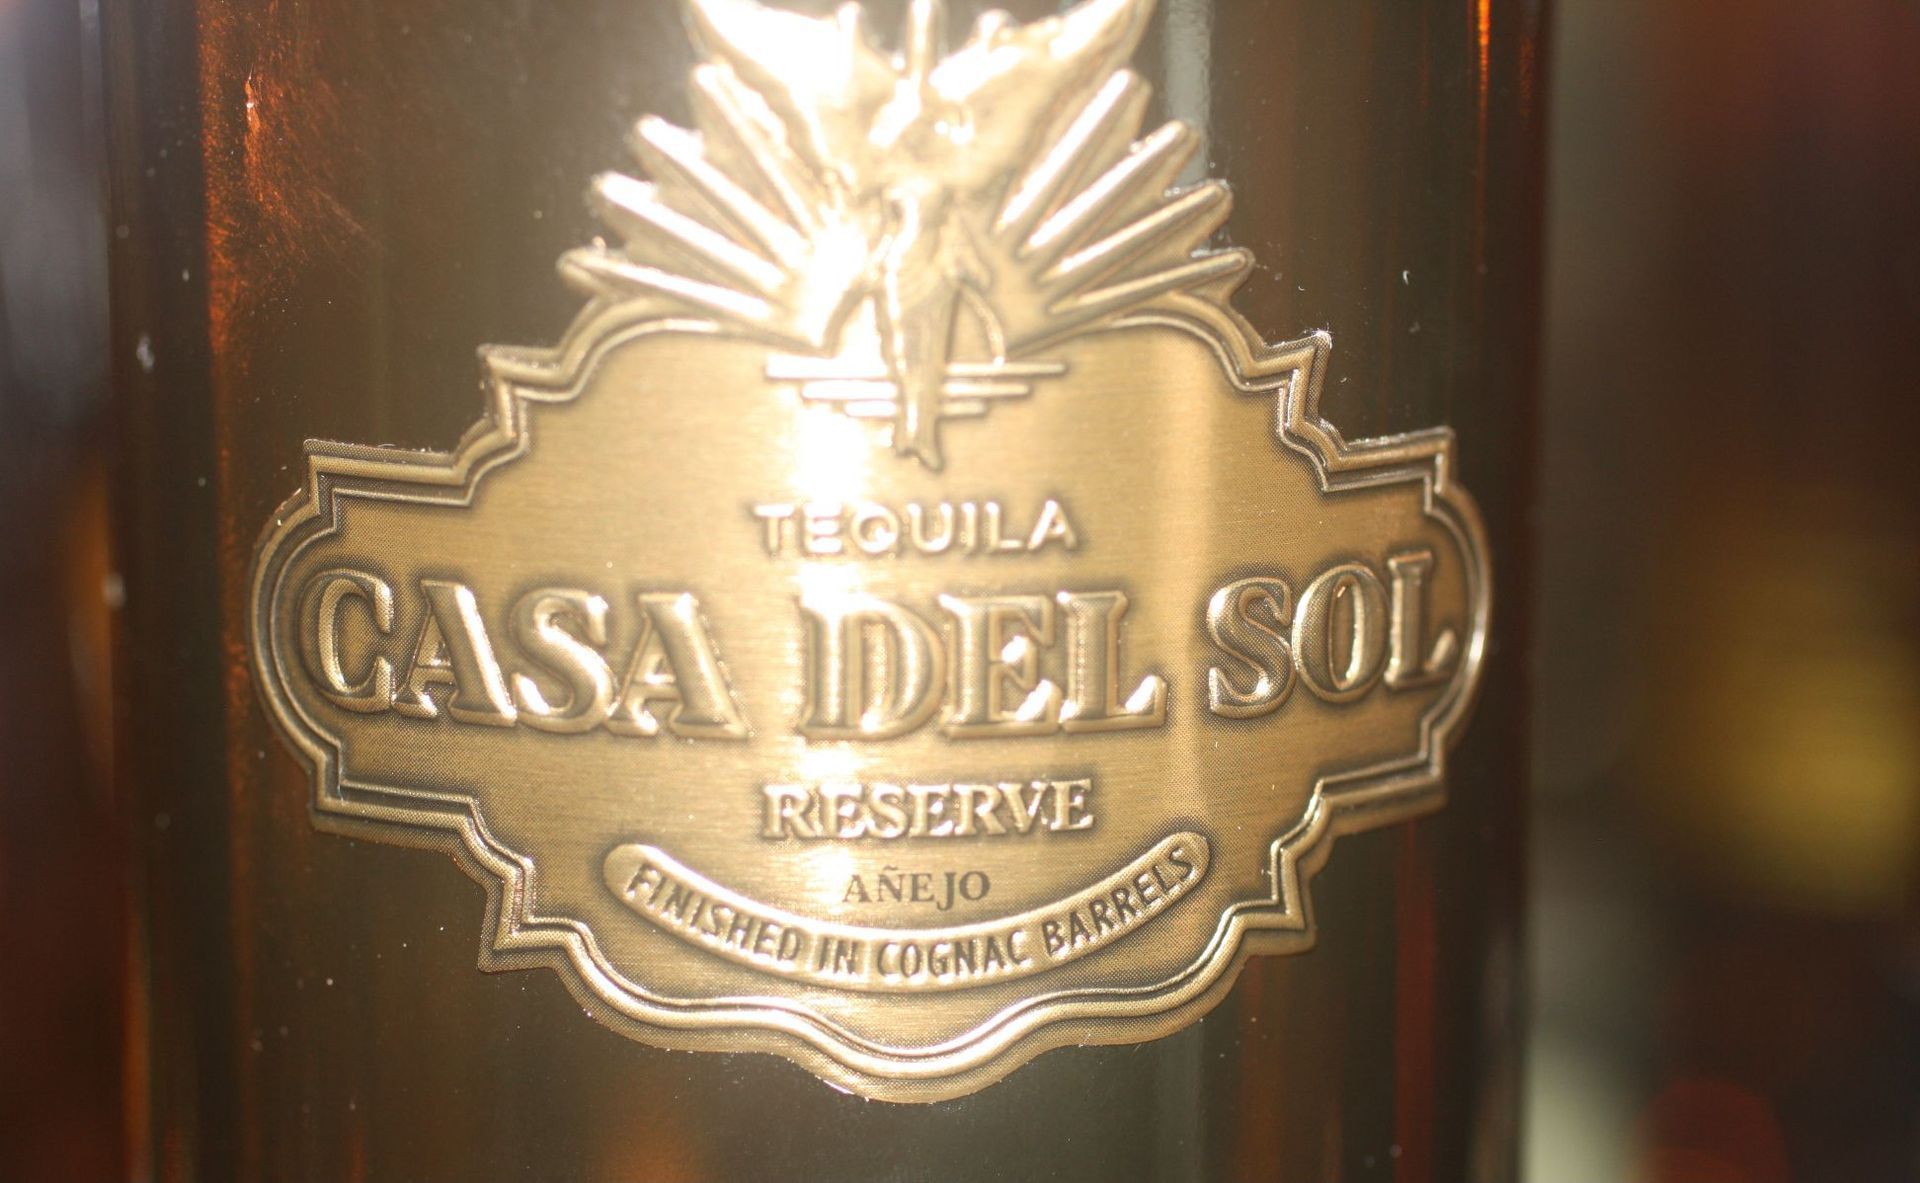 TEQUILA
CASA DEL SOL
RESERVE
AÑEJO
FINISHED IN COGNAC BARRELS